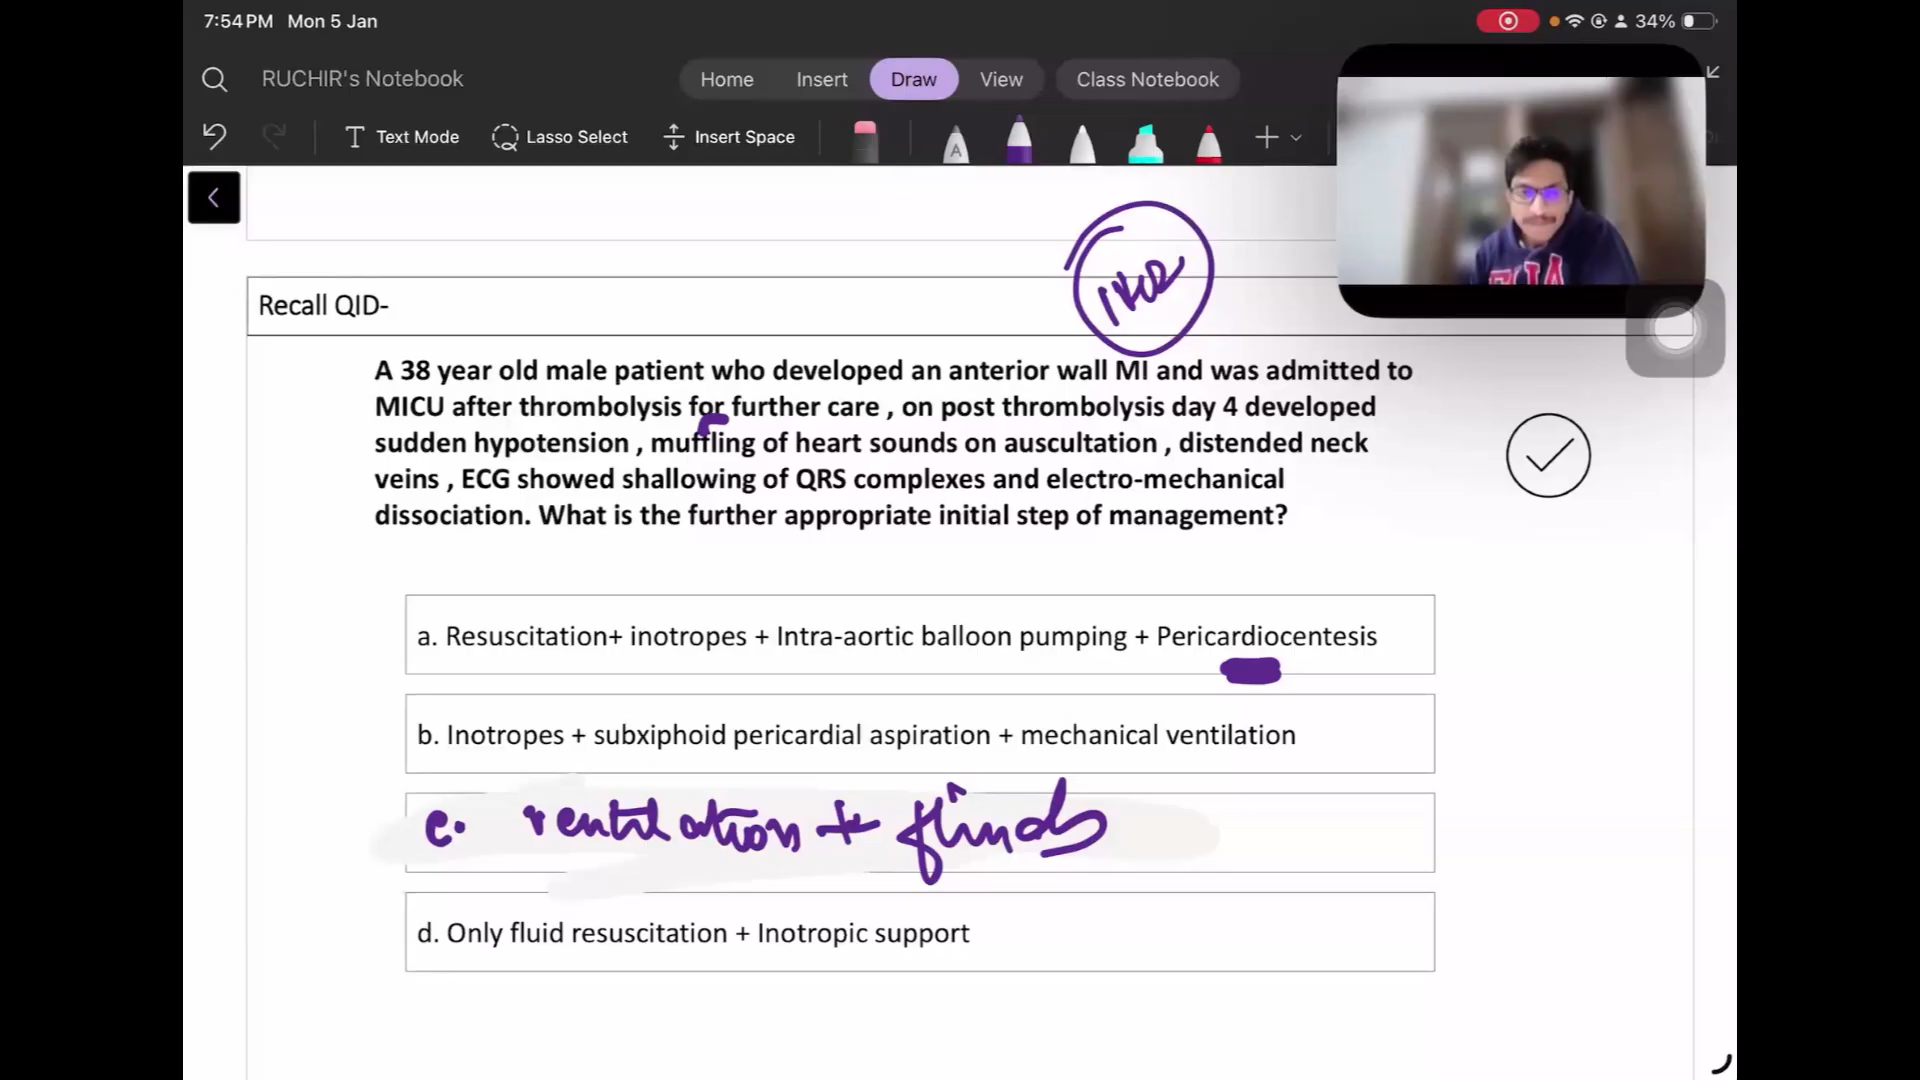 7:54 PM Mon 5 Jan
34%
RUCHIR's Notebook
Home Insert Draw View Class Notebook
Text Mode Lasso Select Insert Space
A
Recall QID-
A 38 year old male patient who developed an anterior wall MI and was admitted to
MICU after thrombolysis for further care , on post thrombolysis day 4 developed
sudden hypotension , muffling of heart sounds on auscultation , distended neck
veins , ECG showed shallowing of QRS complexes and electro-mechanical
dissociation. What is the further appropriate initial step of management?
a. Resuscitation+ inotropes + Intra-aortic balloon pumping + Pericardiocentesis
b. Inotropes + subxiphoid pericardial aspiration + mechanical ventilation
c. ventilation + fluids
d. Only fluid resuscitation + Inotropic support